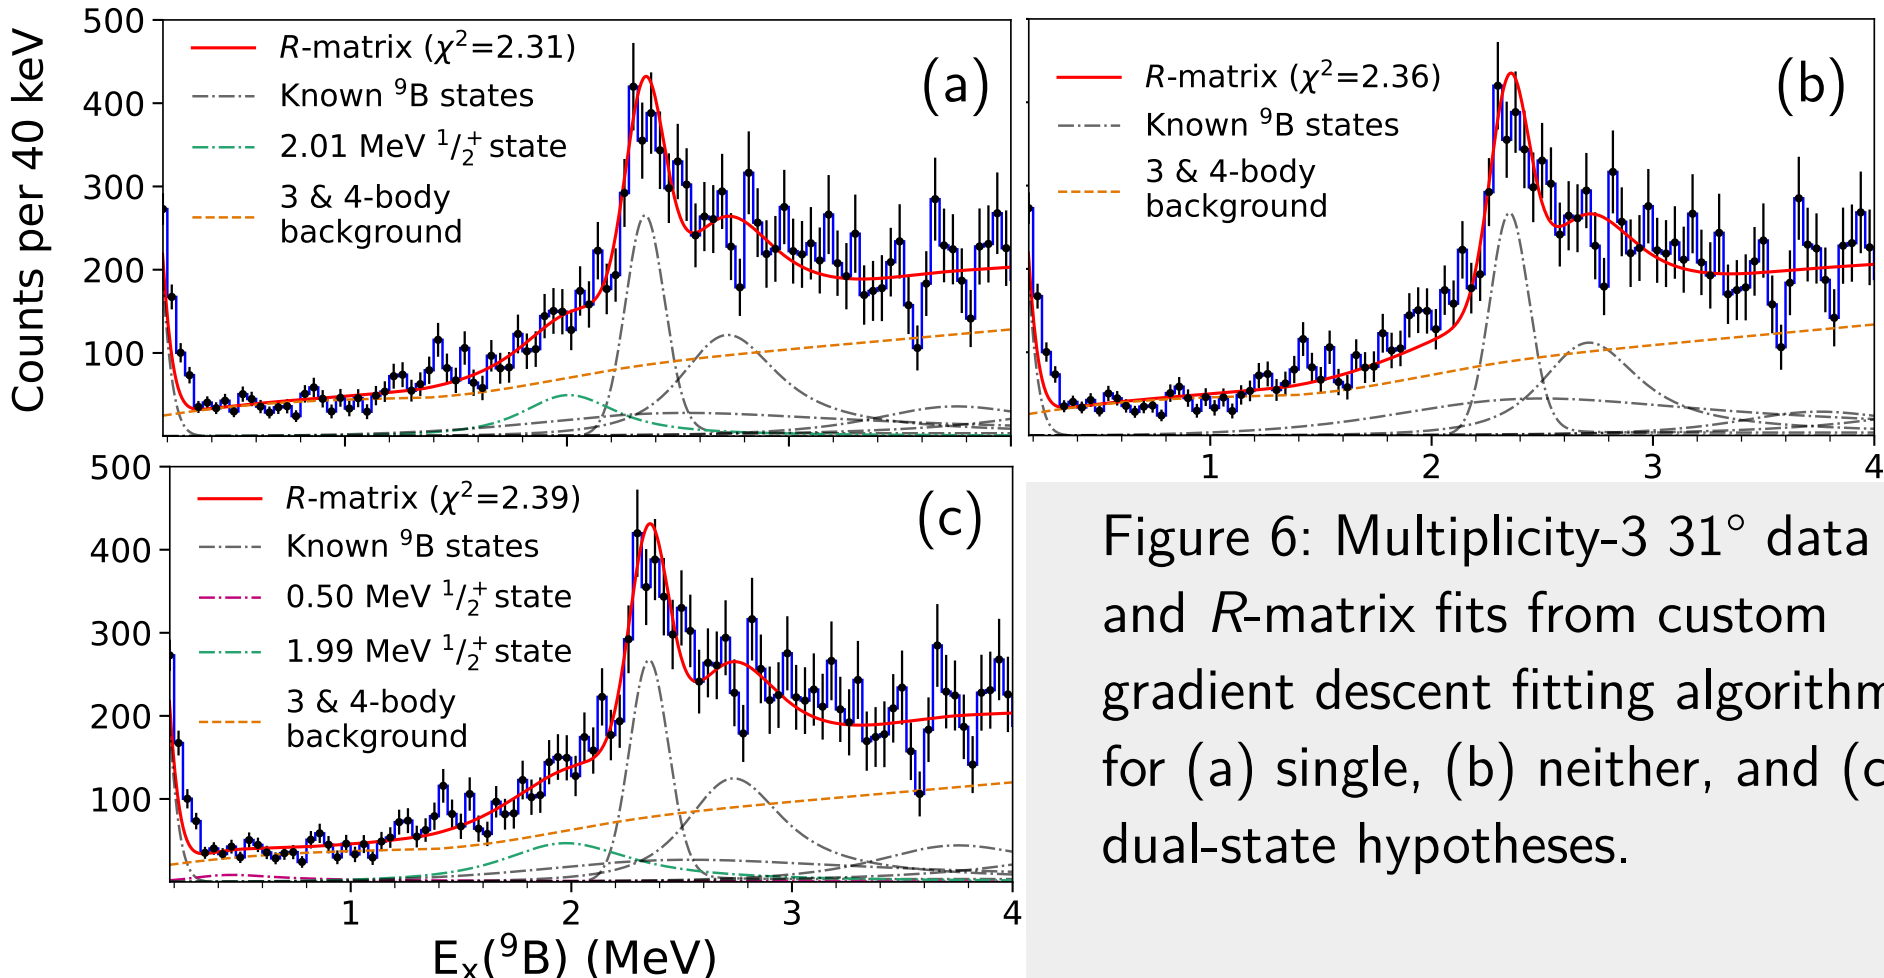 500
400
300
200
100
Counts per 40 keV
R-matrix (χ²=2.31)
Known ⁹B states
2.01 MeV ¹/₂⁺ state
3 & 4-body
background
(a)
R-matrix (χ²=2.36)
Known ⁹B states
3 & 4-body
background
(b)
1 2 3 4
500
400
300
200
100
R-matrix (χ²=2.39)
Known ⁹B states
0.50 MeV ¹/₂⁺ state
1.99 MeV ¹/₂⁺ state
3 & 4-body
background
(c)
1 2 3 4
Eₓ(⁹B) (MeV)
Figure 6: Multiplicity-3 31° data
and R-matrix fits from custom
gradient descent fitting algorithm
for (a) single, (b) neither, and (c
dual-state hypotheses.